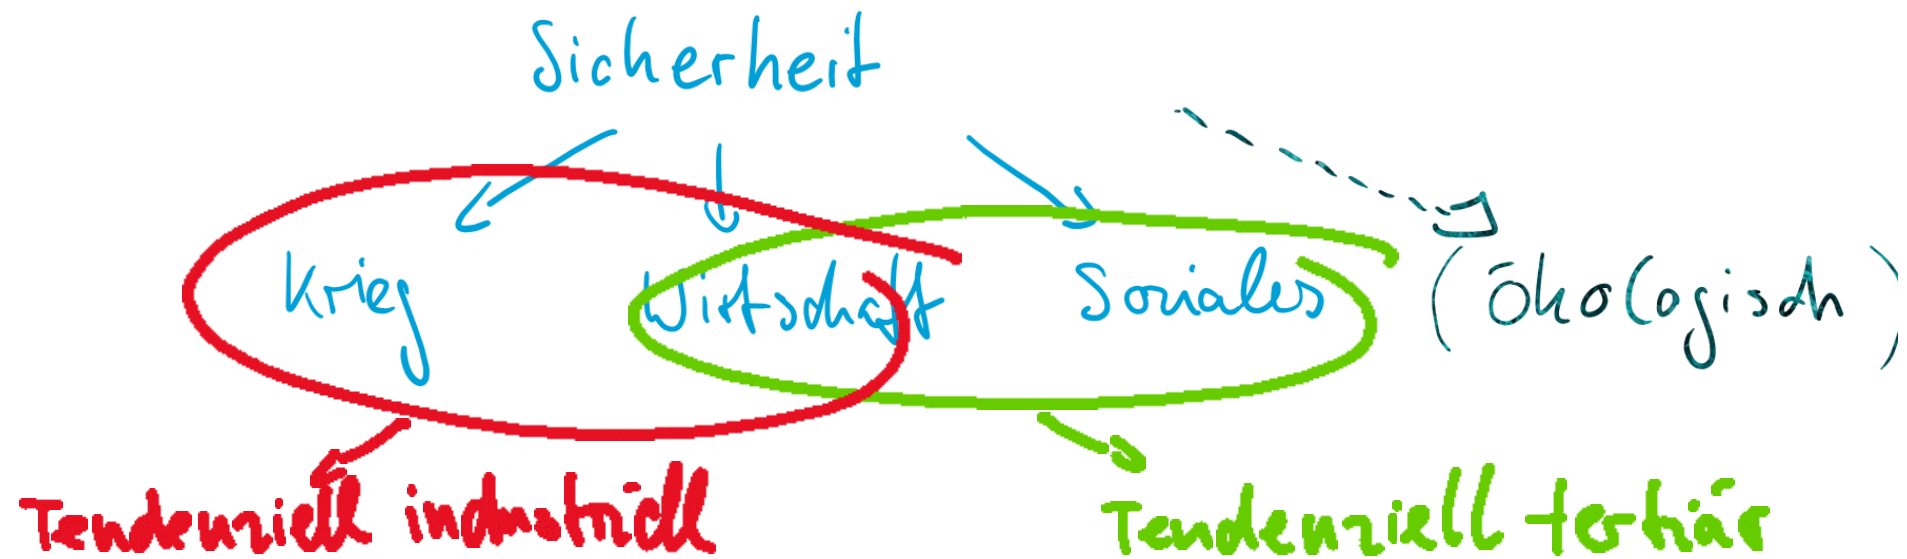 Sicherheit
Krieg Wirtschaft Soziales (Ökologisch)
Tendenziell industriell Tendenziell tertiär